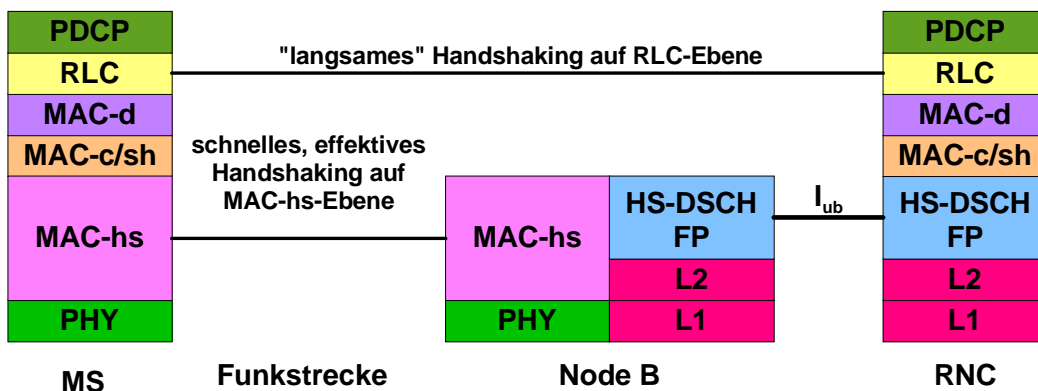 PDCP
RLC
MAC-d
MAC-c/sh
MAC-hs
PHY
MS
"langsames" Handshaking auf RLC-Ebene
schnelles, effektives
Handshaking auf
MAC-hs-Ebene
Funkstrecke
MAC-hs
PHY
HS-DSCH
FP
L2
L1
Node B
Iub
PDCP
RLC
MAC-d
MAC-c/sh
HS-DSCH
FP
L2
L1
RNC